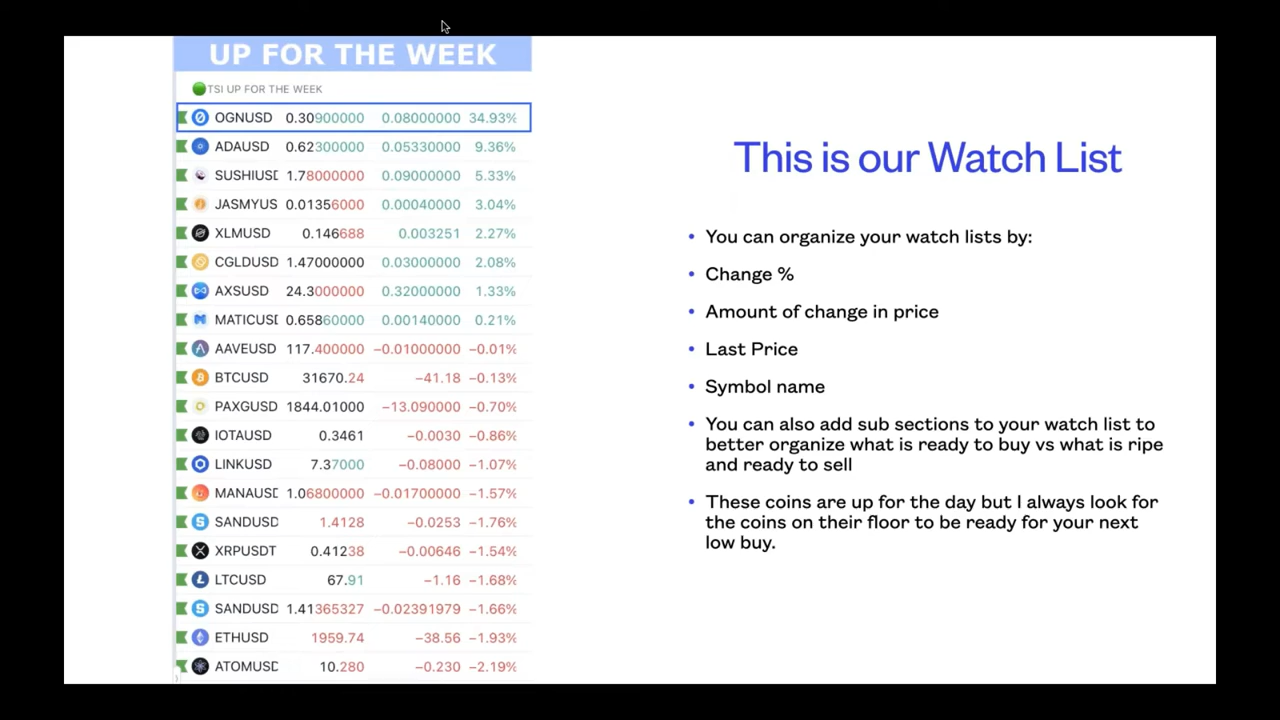 UP FOR THE WEEK
TSI UP FOR THE WEEK
OGNUSD 0.30900000 0.08000000 34.93%
ADAUSD 0.62300000 0.05330000 9.36%
SUSHIUSD 1.78000000 0.09000000 5.33%
JASMYUS 0.01356000 0.00040000 3.04%
XLMUSD 0.146688 0.003251 2.27%
CGLDUSD 1.47000000 0.03000000 2.08%
AXSUSD 24.3000000 0.32000000 1.33%
MATICUSD 0.65860000 0.00140000 0.21%
AAVEUSD 117.400000 −0.01000000 −0.01%
BTCUSD 31670.24 −41.18 −0.13%
PAXGUSD 1844.01000 −13.090000 −0.70%
IOTAUSD 0.3461 −0.0030 −0.86%
LINKUSD 7.37000 −0.08000 −1.07%
MANAUSD 1.06800000 −0.01700000 −1.57%
SANDUSD 1.4128 −0.0253 −1.76%
XRPUSDT 0.41238 −0.00646 −1.54%
LTCUSD 67.91 −1.16 −1.68%
SANDUSD 1.41365327 −0.02391979 −1.66%
ETHUSD 1959.74 −38.56 −1.93%
ATOMUSD 10.280 −0.230 −2.19%
This is our Watch List
• You can organize your watch lists by:
• Change %
• Amount of change in price
• Last Price
• Symbol name
• You can also add sub sections to your watch list to
better organize what is ready to buy vs what is ripe
and ready to sell
• These coins are up for the day but I always look for
the coins on their floor to be ready for your next
low buy.